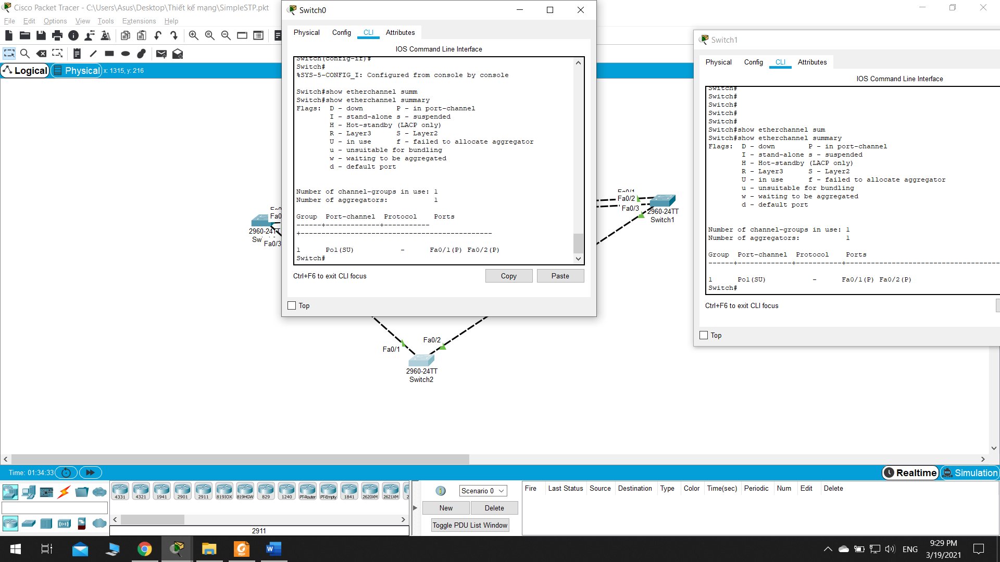 Cisco Packet Tracer - C:\Users\Asus\Desktop\Thiết kế mạng\SimpleSTP.pkt
File Edit Options View Tools Extensions Help
Logical Physical x: 1315, y: 216
Switch0
Physical Config CLI Attributes
IOS Command Line Interface
Switch(config-if)#
Switch#
%SYS-5-CONFIG_I: Configured from console by console
Switch#show etherchannel summ
Switch#show etherchannel summary
Flags:  D - down        P - in port-channel
I - stand-alone s - suspended
H - Hot-standby (LACP only)
R - Layer3      S - Layer2
U - in use      f - failed to allocate aggregator
u - unsuitable for bundling
w - waiting to be aggregated
d - default port
Number of channel-groups in use: 1
Number of aggregators:           1
Group  Port-channel  Protocol    Ports
------+-------------+-----------
+----------------------------------------------
1      Po1(SU)           -      Fa0/1(P) Fa0/2(P)
Switch#
Ctrl+F6 to exit CLI focus
Copy Paste
Top
Switch1
Physical Config CLI Attributes
IOS Command Line Interface
Switch#
Switch#
Switch#
Switch#
Switch#
Switch#show etherchannel sum
Switch#show etherchannel summary
Flags:  D - down        P - in port-channel
I - stand-alone s - suspended
H - Hot-standby (LACP only)
R - Layer3      S - Layer2
U - in use      f - failed to allocate aggregator
u - unsuitable for bundling
w - waiting to be aggregated
d - default port
Number of channel-groups in use: 1
Number of aggregators:           1
Group  Port-channel  Protocol    Ports
------+-------------+-----------+--------------------------------------
1      Po1(SU)           -      Fa0/1(P) Fa0/2(P)
Switch#
Ctrl+F6 to exit CLI focus
Top
2960-24TT
Fa0/3
Fa0/1
Fa0/2
Fa0/3
2960-24TT
Switch1
Fa0/1
Fa0/2
2960-24TT
Switch2
Time: 01:34:33
Realtime Simulation
4331 4321 1941 2901 2911 819IOX 819HGW 829 1240 PT-Router PT-Empty 1841 2620XM 2621XM
2911
Scenario 0
New Delete
Toggle PDU List Window
Fire Last Status Source Destination Type Color Time(sec) Periodic Num Edit Delete
ENG
9:29 PM
3/19/2021